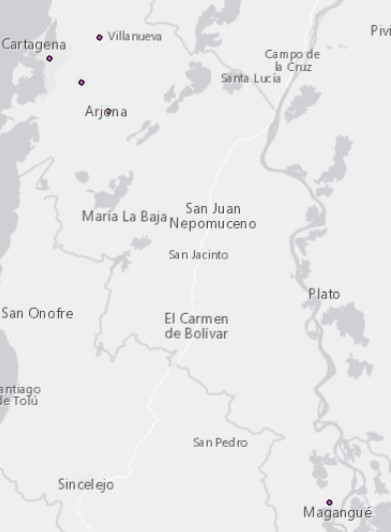 Pivi
Villanueva
Cartagena
Campo de
la Cruz
Santa Lucía
Arjona
San Juan
Nepomuceno
María La Baja
San Jacinto
Plato
San Onofre
El Carmen
de Bolívar
antiago
de Tolú
San Pedro
Sincelejo
Magangué